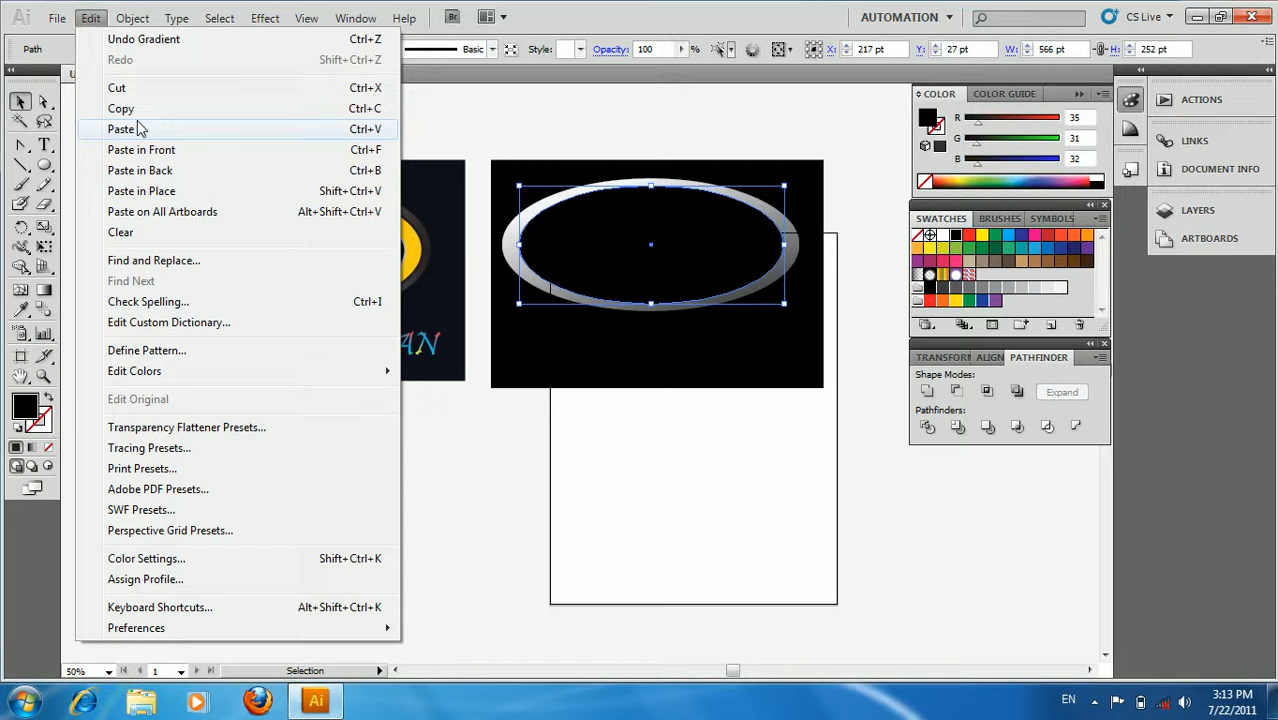 Ai File Edit Object Type Select Effect View Window Help Br AUTOMATION CS Live
Path Basic Style: Opacity: 100 % X: 217 pt Y: 27 pt W: 566 pt H: 252 pt
Undo Gradient Ctrl+Z
Redo Shift+Ctrl+Z
Cut Ctrl+X
Copy Ctrl+C
Paste Ctrl+V
Paste in Front Ctrl+F
Paste in Back Ctrl+B
Paste in Place Shift+Ctrl+V
Paste on All Artboards Alt+Shift+Ctrl+V
Clear
Find and Replace...
Find Next
Check Spelling... Ctrl+I
Edit Custom Dictionary...
Define Pattern...
Edit Colors
Edit Original
Transparency Flattener Presets...
Tracing Presets...
Print Presets...
Adobe PDF Presets...
SWF Presets...
Perspective Grid Presets...
Color Settings... Shift+Ctrl+K
Assign Profile...
Keyboard Shortcuts... Alt+Shift+Ctrl+K
Preferences
AN
COLOR COLOR GUIDE
R 35
G 31
B 32
SWATCHES BRUSHES SYMBOLS
TRANSFORM ALIGN PATHFINDER
Shape Modes:
Expand
Pathfinders:
ACTIONS
LINKS
DOCUMENT INFO
LAYERS
ARTBOARDS
50% 1 Selection
Ai EN 3:13 PM
7/22/2011